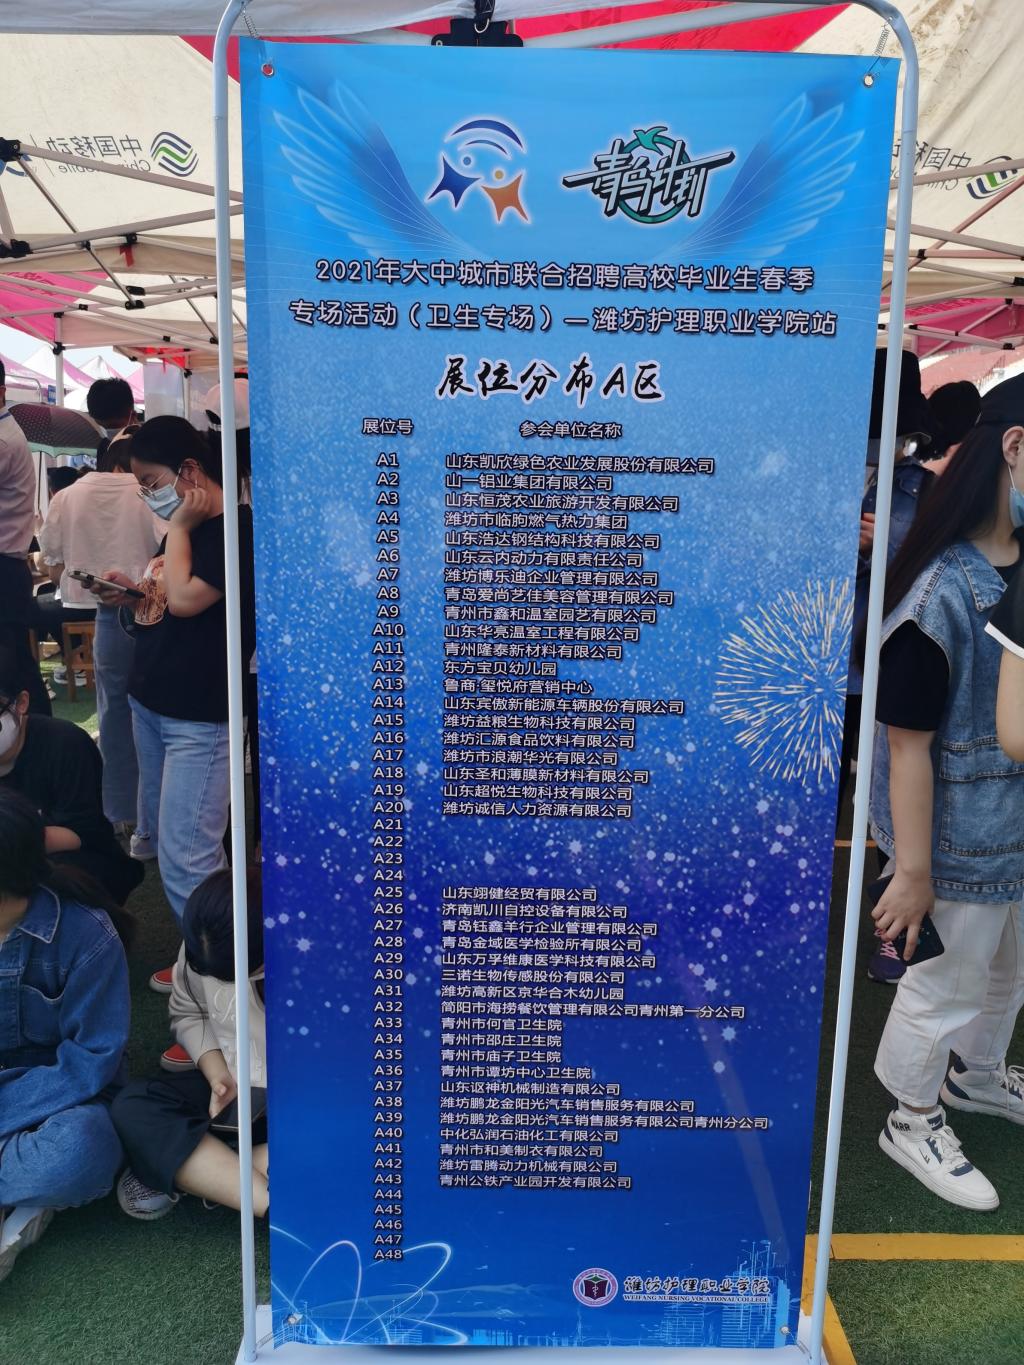 中国移动
China Mobile
中国移动
青鸟计划
2021年大中城市联合招聘高校毕业生春季
专场活动（卫生专场）—潍坊护理职业学院站
展位分布A区
展位号 参会单位名称
A1 山东凯欣绿色农业发展股份有限公司
A2 山一铝业集团有限公司
A3 山东恒茂农业旅游开发有限公司
A4 潍坊市临朐燃气热力集团
A5 山东浩达钢结构科技有限公司
A6 山东云内动力有限责任公司
A7 潍坊博乐迪企业管理有限公司
A8 青岛爱尚艺佳美容管理有限公司
A9 青州市鑫和温室园艺有限公司
A10 山东华亮温室工程有限公司
A11 青州隆泰新材料有限公司
A12 东方宝贝幼儿园
A13 鲁商·玺悦府营销中心
A14 山东宾傲新能源车辆股份有限公司
A15 潍坊益粮生物科技有限公司
A16 潍坊汇源食品饮料有限公司
A17 潍坊市浪潮华光有限公司
A18 山东圣和薄膜新材料有限公司
A19 山东超悦生物科技有限公司
A20 潍坊诚信人力资源有限公司
A21
A22
A23
A24
A25 山东翊健经贸有限公司
A26 济南凯川自控设备有限公司
A27 青岛钰鑫羊行企业管理有限公司
A28 青岛金域医学检验所有限公司
A29 山东万孚维康医学科技有限公司
A30 三诺生物传感股份有限公司
A31 潍坊高新区京华合木幼儿园
A32 简阳市海捞餐饮管理有限公司青州第一分公司
A33 青州市何官卫生院
A34 青州市邵庄卫生院
A35 青州市庙子卫生院
A36 青州市谭坊中心卫生院
A37 山东讴神机械制造有限公司
A38 潍坊鹏龙金阳光汽车销售服务有限公司
A39 潍坊鹏龙金阳光汽车销售服务有限公司青州分公司
A40 中化弘润石油化工有限公司
A41 青州市和美制衣有限公司
A42 潍坊雷腾动力机械有限公司
A43 青州公铁产业园开发有限公司
A44
A45
A46
A47
A48
潍坊护理职业学院
WEIFANG NURSING VOCATIONAL COLLEGE